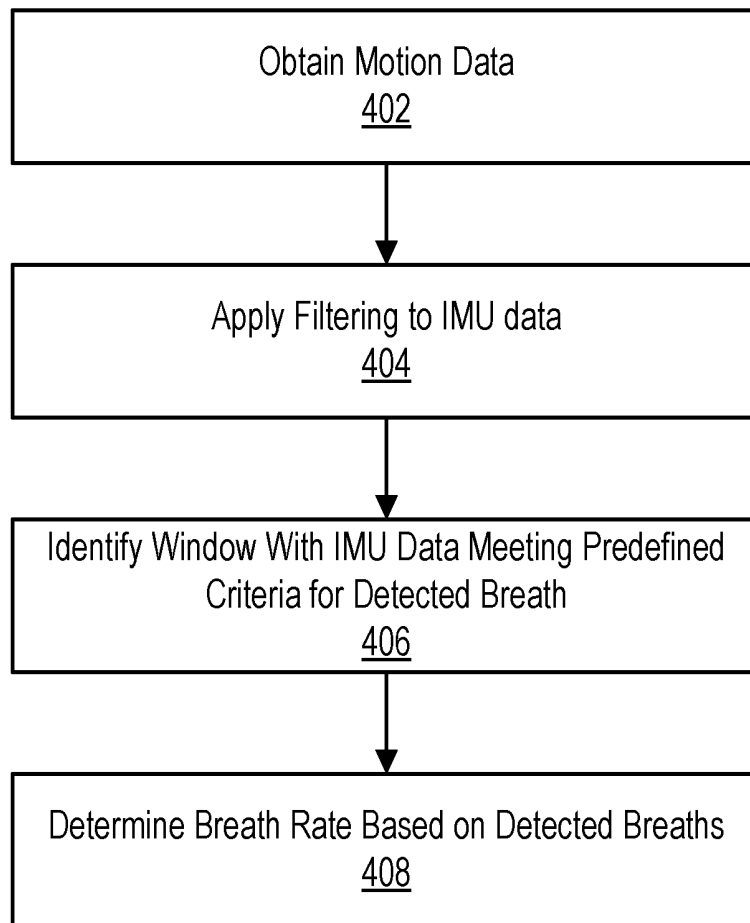 Obtain Motion Data
402
Apply Filtering to IMU data
404
Identify Window With IMU Data Meeting Predefined
Criteria for Detected Breath
406
Determine Breath Rate Based on Detected Breaths
408